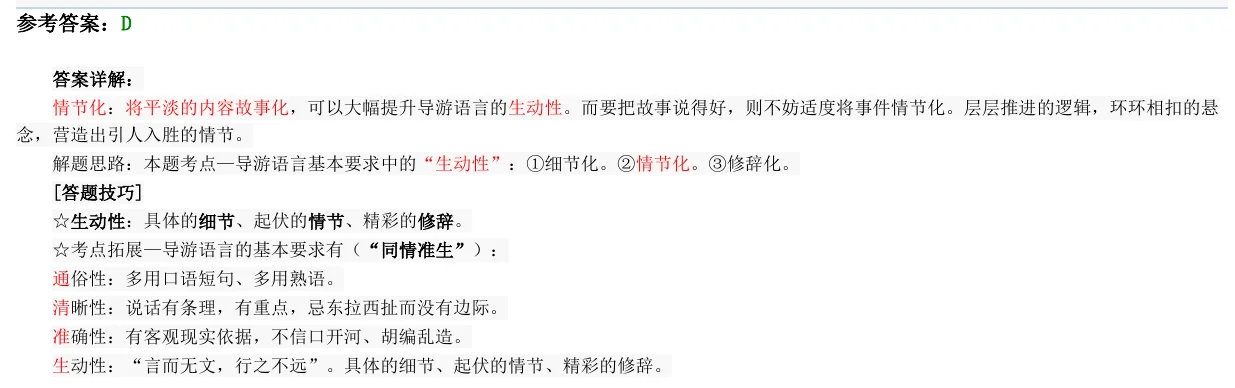 参考答案：D
答案详解：
情节化：将平淡的内容故事化，可以大幅提升导游语言的生动性。而要把故事说得好，则不妨适度将事件情节化。层层推进的逻辑，环环相扣的悬
念，营造出引人入胜的情节。
解题思路：本题考点—导游语言基本要求中的“生动性”：①细节化。②情节化。③修辞化。
[答题技巧]
☆生动性：具体的细节、起伏的情节、精彩的修辞。
☆考点拓展—导游语言的基本要求有（“同情准生”）：
通俗性：多用口语短句、多用熟语。
清晰性：说话有条理，有重点，忌东拉西扯而没有边际。
准确性：有客观现实依据，不信口开河、胡编乱造。
生动性：“言而无文，行之不远”。具体的细节、起伏的情节、精彩的修辞。